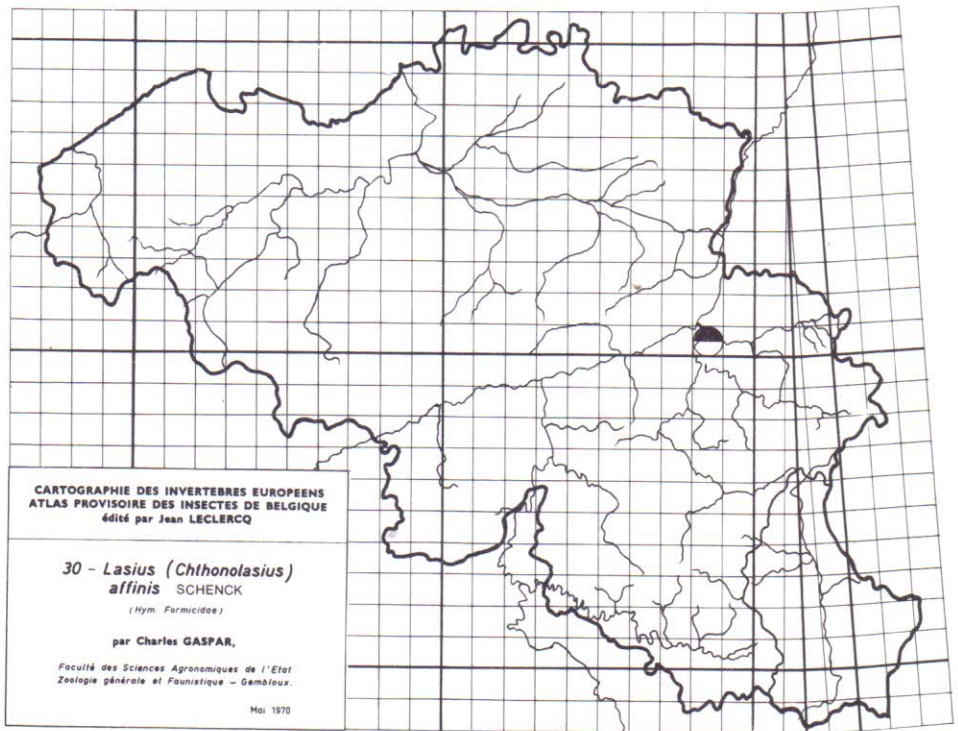 CARTOGRAPHIE DES INVERTEBRES EUROPEENS
ATLAS PROVISOIRE DES INSECTES DE BELGIQUE
édité par Jean LECLERCQ
30 - Lasius (Chthonolasius)
affinis SCHENCK
(Hym. Formicidae)
par Charles GASPAR,
Faculté des Sciences Agronomiques de l'Etat
Zoologie générale et Faunistique - Gembloux.
Mai 1970